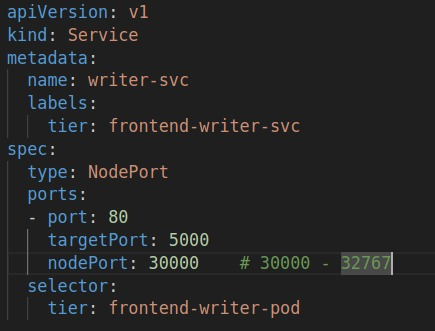 apiVersion: v1
kind: Service
metadata:
  name: writer-svc
  labels:
    tier: frontend-writer-svc
spec:
  type: NodePort
  ports:
  - port: 80
    targetPort: 5000
    nodePort: 30000    # 30000 - 32767
  selector:
    tier: frontend-writer-pod